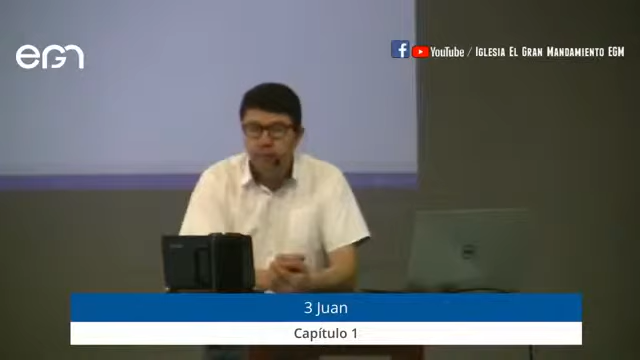 EGM
YouTube / IGLESIA EL GRAN MANDAMIENTO EGM
3 Juan
Capítulo 1